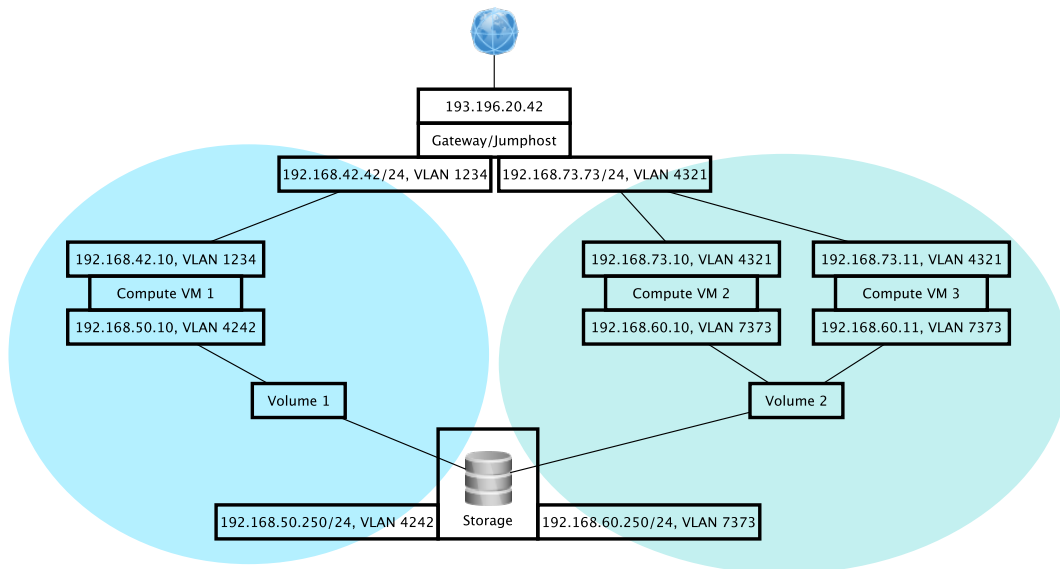 193.196.20.42
Gateway/Jumphost
192.168.42.42/24, VLAN 1234
192.168.73.73/24, VLAN 4321
192.168.42.10, VLAN 1234
Compute VM 1
192.168.50.10, VLAN 4242
192.168.73.10, VLAN 4321
Compute VM 2
192.168.60.10, VLAN 7373
192.168.73.11, VLAN 4321
Compute VM 3
192.168.60.11, VLAN 7373
Volume 1
Volume 2
Storage
192.168.50.250/24, VLAN 4242
192.168.60.250/24, VLAN 7373